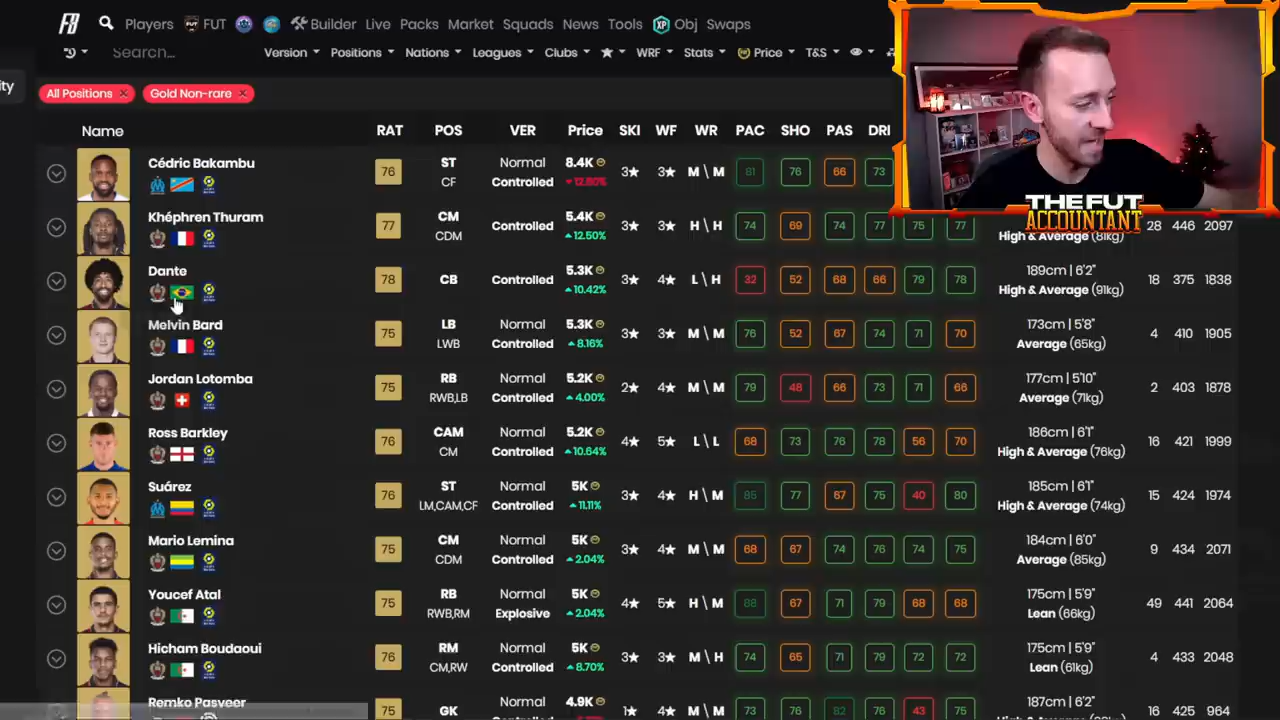 F8 Players FUT Builder Live Packs Market Squads News Tools XP Obj Swaps
Search... Version Positions Nations Leagues Clubs WRF Stats Price T&S
ity
All Positions × Gold Non-rare ×
Name RAT POS VER Price SKI WF WR PAC SHO PAS DRI
THE FUT
ACCOUNTANT
Cédric Bakambu 76 ST CF Normal Controlled 8.4K 12.80% 3★ 3★ M \ M 81 76 66 73
Khéphren Thuram 77 CM CDM Controlled 5.4K 12.50% 3★ 3★ H \ H 74 69 74 77 75 77 High & Average (81kg) 28 446 2097
Dante 78 CB Controlled 5.3K 10.42% 3★ 4★ L \ H 32 52 68 66 79 78 189cm | 6'2" High & Average (91kg) 18 375 1838
Melvin Bard 75 LB LWB Normal Controlled 5.3K 8.16% 3★ 3★ M \ M 76 52 67 74 71 70 173cm | 5'8" Average (65kg) 4 410 1905
Jordan Lotomba 75 RB RWB,LB Normal Controlled 5.2K 4.00% 2★ 4★ M \ M 79 48 66 73 71 66 177cm | 5'10" Average (71kg) 2 403 1878
Ross Barkley 76 CAM CM Normal Controlled 5.2K 10.64% 4★ 5★ L \ L 68 73 76 78 56 70 186cm | 6'1" High & Average (76kg) 16 421 1999
Suárez 76 ST LM,CAM,CF Normal Controlled 5K 11.11% 3★ 4★ H \ M 85 77 67 75 40 80 185cm | 6'1" High & Average (74kg) 15 424 1974
Mario Lemina 75 CM CDM Normal Controlled 5K 2.04% 3★ 4★ M \ M 68 67 74 76 74 75 184cm | 6'0" Average (85kg) 9 434 2071
Youcef Atal 75 RB RWB,RM Normal Explosive 5K 2.04% 4★ 5★ H \ M 88 67 71 79 68 68 175cm | 5'9" Lean (66kg) 49 441 2064
Hicham Boudaoui 76 RM CM,RW Normal Controlled 5K 8.70% 3★ 3★ M \ H 74 65 71 79 72 72 175cm | 5'9" Lean (61kg) 4 433 2048
Remko Pasveer 75 GK Normal Controlled 4.9K 1★ 4★ M \ M 73 76 82 76 43 75 187cm | 6'2" 16 425 964